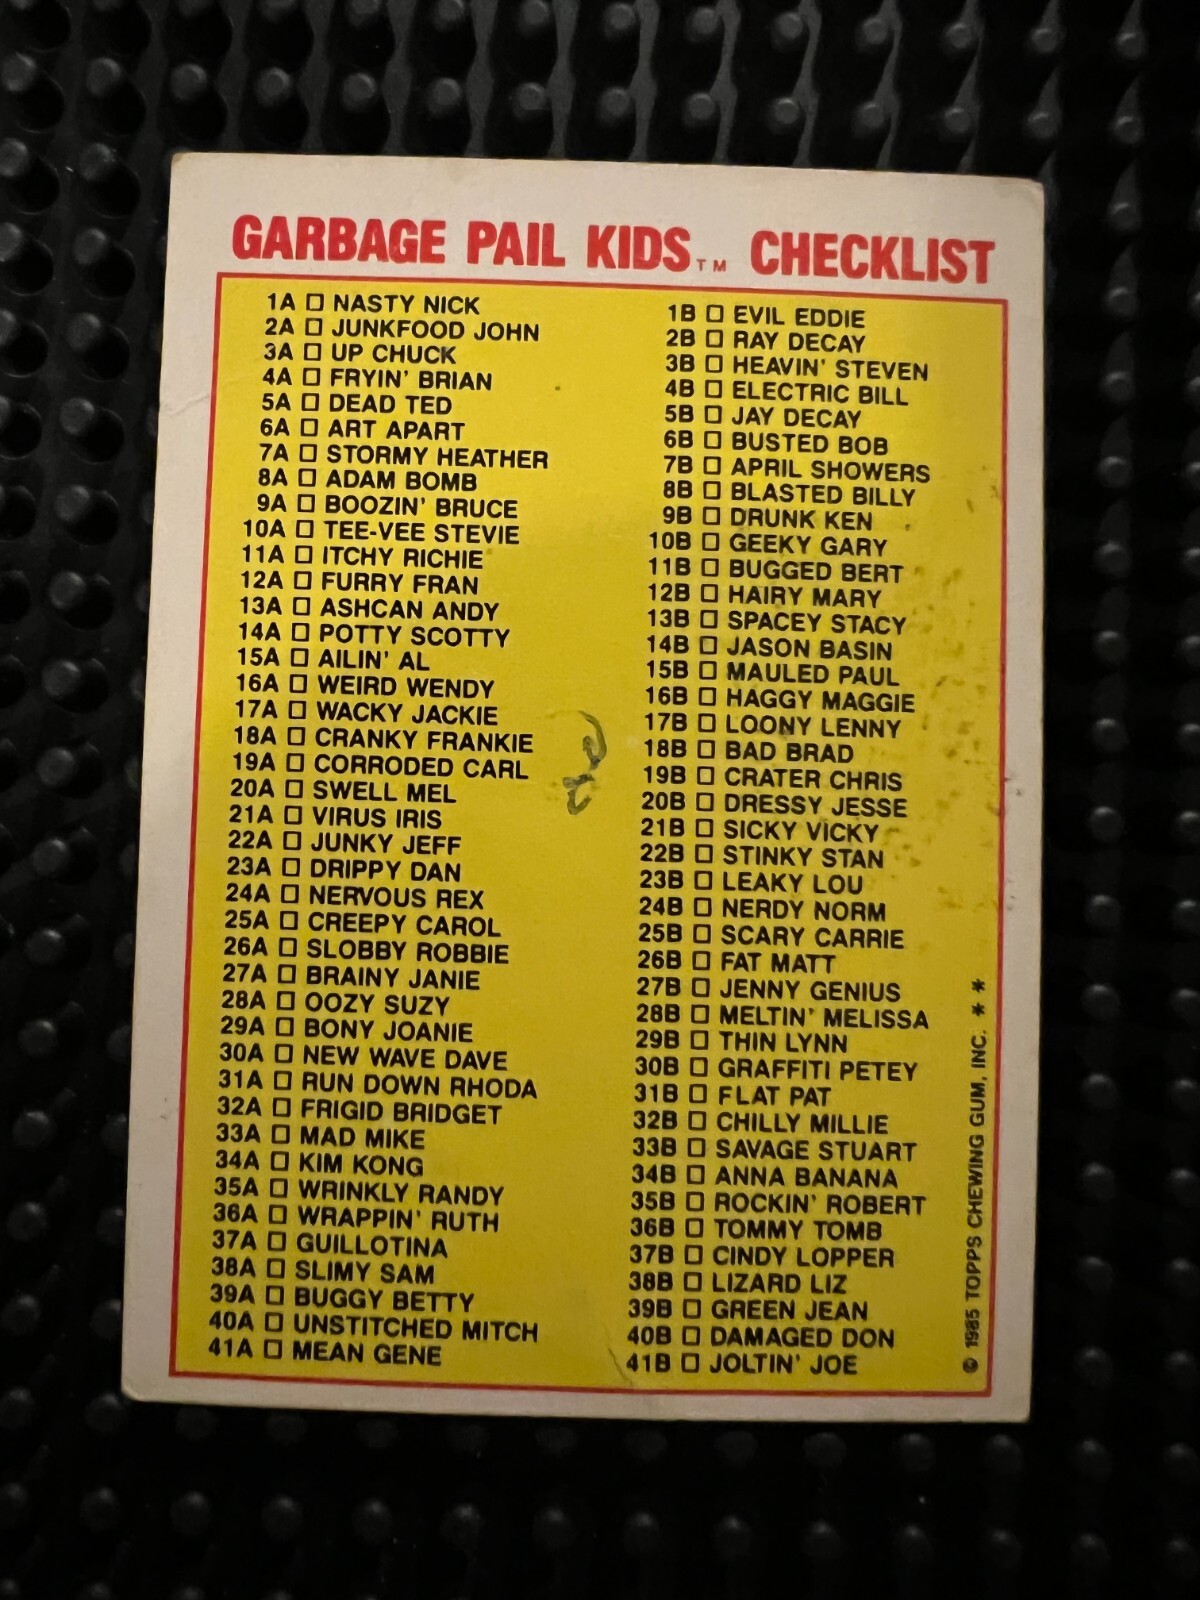 GARBAGE PAIL KIDS™ CHECKLIST
1A □ NASTY NICK
2A □ JUNKFOOD JOHN
3A □ UP CHUCK
4A □ FRYIN' BRIAN
5A □ DEAD TED
6A □ ART APART
7A □ STORMY HEATHER
8A □ ADAM BOMB
9A □ BOOZIN' BRUCE
10A □ TEE-VEE STEVIE
11A □ ITCHY RICHIE
12A □ FURRY FRAN
13A □ ASHCAN ANDY
14A □ POTTY SCOTTY
15A □ AILIN' AL
16A □ WEIRD WENDY
17A □ WACKY JACKIE
18A □ CRANKY FRANKIE
19A □ CORRODED CARL
20A □ SWELL MEL
21A □ VIRUS IRIS
22A □ JUNKY JEFF
23A □ DRIPPY DAN
24A □ NERVOUS REX
25A □ CREEPY CAROL
26A □ SLOBBY ROBBIE
27A □ BRAINY JANIE
28A □ OOZY SUZY
29A □ BONY JOANIE
30A □ NEW WAVE DAVE
31A □ RUN DOWN RHODA
32A □ FRIGID BRIDGET
33A □ MAD MIKE
34A □ KIM KONG
35A □ WRINKLY RANDY
36A □ WRAPPIN' RUTH
37A □ GUILLOTINA
38A □ SLIMY SAM
39A □ BUGGY BETTY
40A □ UNSTITCHED MITCH
41A □ MEAN GENE
1B □ EVIL EDDIE
2B □ RAY DECAY
3B □ HEAVIN' STEVEN
4B □ ELECTRIC BILL
5B □ JAY DECAY
6B □ BUSTED BOB
7B □ APRIL SHOWERS
8B □ BLASTED BILLY
9B □ DRUNK KEN
10B □ GEEKY GARY
11B □ BUGGED BERT
12B □ HAIRY MARY
13B □ SPACEY STACY
14B □ JASON BASIN
15B □ MAULED PAUL
16B □ HAGGY MAGGIE
17B □ LOONY LENNY
18B □ BAD BRAD
19B □ CRATER CHRIS
20B □ DRESSY JESSE
21B □ SICKY VICKY
22B □ STINKY STAN
23B □ LEAKY LOU
24B □ NERDY NORM
25B □ SCARY CARRIE
26B □ FAT MATT
27B □ JENNY GENIUS
28B □ MELTIN' MELISSA
29B □ THIN LYNN
30B □ GRAFFITI PETEY
31B □ FLAT PAT
32B □ CHILLY MILLIE
33B □ SAVAGE STUART
34B □ ANNA BANANA
35B □ ROCKIN' ROBERT
36B □ TOMMY TOMB
37B □ CINDY LOPPER
38B □ LIZARD LIZ
39B □ GREEN JEAN
40B □ DAMAGED DON
41B □ JOLTIN' JOE
© 1985 TOPPS CHEWING GUM, INC. * *